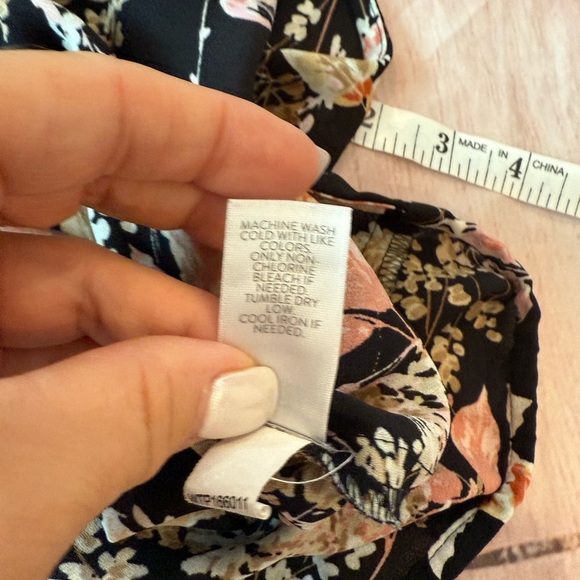 MACHINE WASH
COLD WITH LIKE
COLORS.
ONLY NON-
CHLORINE
BLEACH IF
NEEDED.
TUMBLE DRY
LOW.
COOL IRON IF
NEEDED.
2 3 MADE IN 4 CHINA